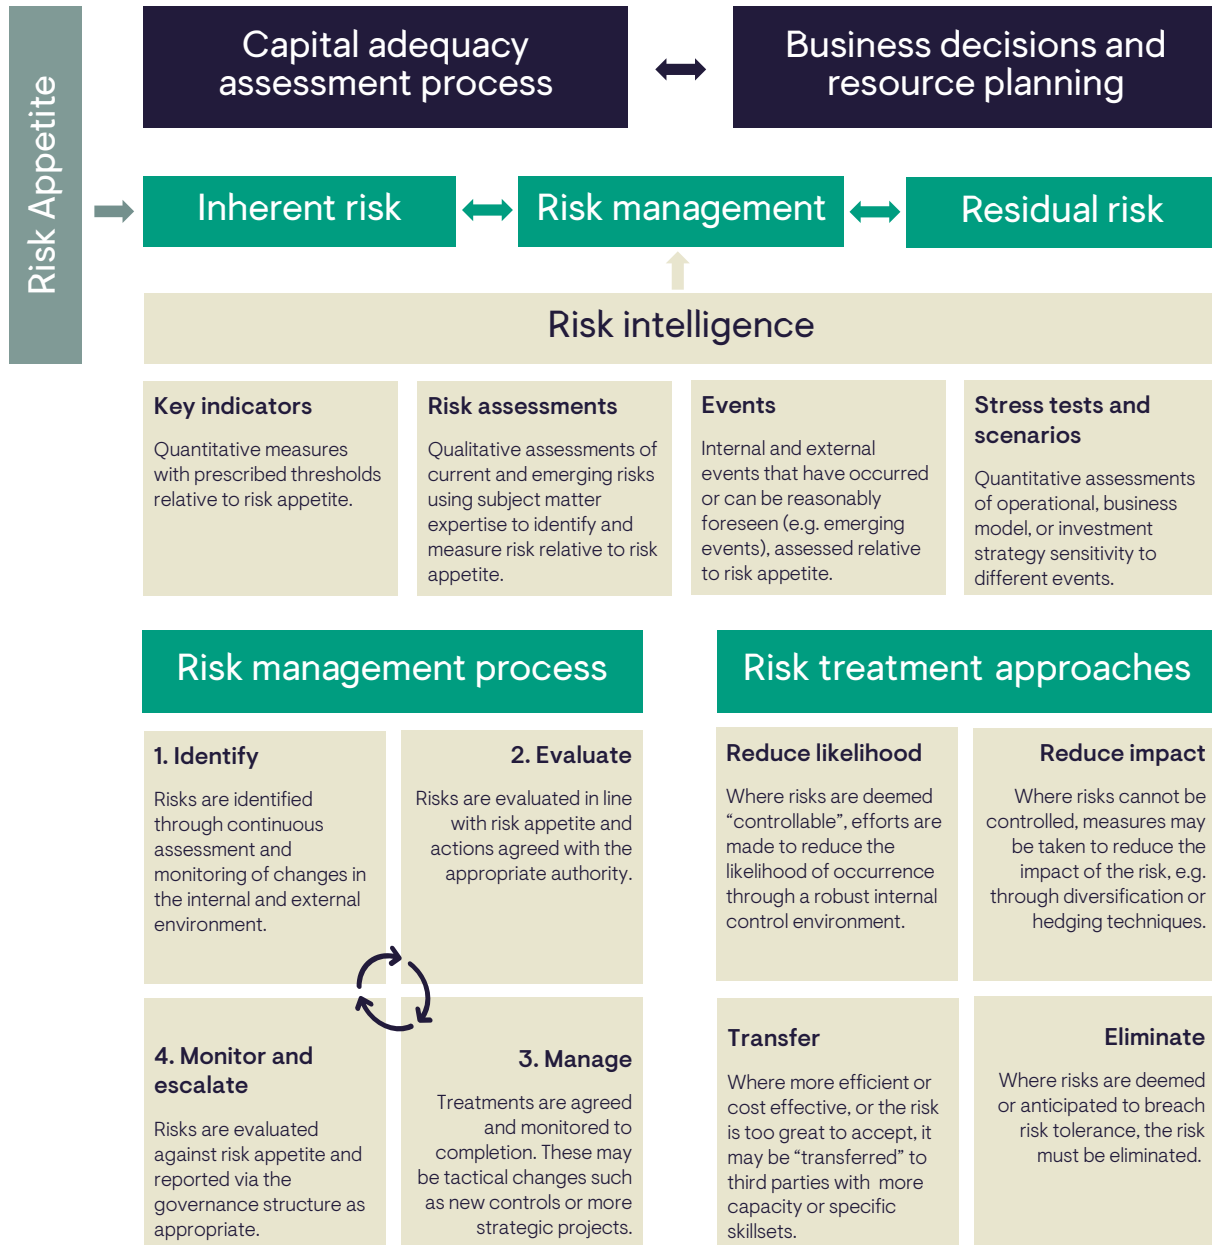 Risk Appetite
Capital adequacy
assessment process
Business decisions and
resource planning
Inherent risk
Risk management
Residual risk
Risk intelligence
Key indicators
Quantitative measures
with prescribed thresholds
relative to risk appetite.
Risk assessments
Qualitative assessments of
current and emerging risks
using subject matter
expertise to identify and
measure risk relative to risk
appetite.
Events
Internal and external
events that have occurred
or can be reasonably
foreseen (e.g. emerging
events), assessed relative
to risk appetite.
Stress tests and
scenarios
Quantitative assessments
of operational, business
model, or investment
strategy sensitivity to
different events.
Risk management process
1. Identify
Risks are identified
through continuous
assessment and
monitoring of changes in
the internal and external
environment.
2. Evaluate
Risks are evaluated in line
with risk appetite and
actions agreed with the
appropriate authority.
4. Monitor and
escalate
Risks are evaluated
against risk appetite and
reported via the
governance structure as
appropriate.
3. Manage
Treatments are agreed
and monitored to
completion. These may
be tactical changes such
as new controls or more
strategic projects.
Risk treatment approaches
Reduce likelihood
Where risks are deemed
“controllable”, efforts are
made to reduce the
likelihood of occurrence
through a robust internal
control environment.
Reduce impact
Where risks cannot be
controlled, measures may
be taken to reduce the
impact of the risk, e.g.
through diversification or
hedging techniques.
Transfer
Where more efficient or
cost effective, or the risk
is too great to accept, it
may be “transferred” to
third parties with more
capacity or specific
skillsets.
Eliminate
Where risks are deemed
or anticipated to breach
risk tolerance, the risk
must be eliminated.